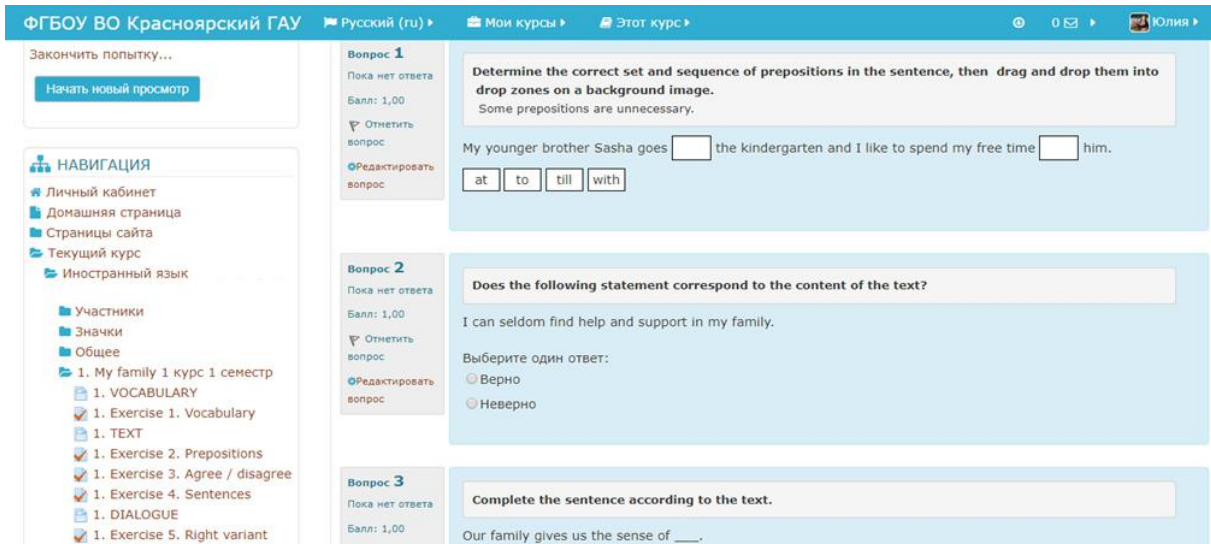 ФГБОУ ВО Красноярский ГАУ Русский (ru) Мои курсы Этот курс 0 Юлия
Закончить попытку...
Начать новый просмотр
НАВИГАЦИЯ
Личный кабинет
Домашняя страница
Страницы сайта
Текущий курс
Иностранный язык
Участники
Значки
Общее
1. My family 1 курс 1 семестр
1. VOCABULARY
1. Exercise 1. Vocabulary
1. TEXT
1. Exercise 2. Prepositions
1. Exercise 3. Agree / disagree
1. Exercise 4. Sentences
1. DIALOGUE
1. Exercise 5. Right variant
Вопрос 1
Пока нет ответа
Балл: 1,00
Отметить
вопрос
Редактировать
вопрос
Determine the correct set and sequence of prepositions in the sentence, then drag and drop them into
drop zones on a background image.
Some prepositions are unnecessary.
My younger brother Sasha goes the kindergarten and I like to spend my free time him.
at to till with
Вопрос 2
Пока нет ответа
Балл: 1,00
Отметить
вопрос
Редактировать
вопрос
Does the following statement correspond to the content of the text?
I can seldom find help and support in my family.
Выберите один ответ:
Верно
Неверно
Вопрос 3
Пока нет ответа
Балл: 1,00
Complete the sentence according to the text.
Our family gives us the sense of ___.